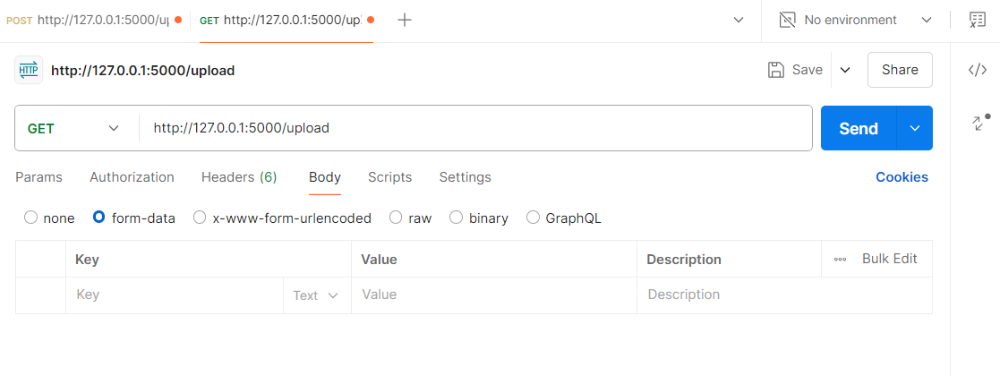 POST http://127.0.0.1:5000/up GET http://127.0.0.1:5000/up No environment
HTTP http://127.0.0.1:5000/upload Save Share
GET http://127.0.0.1:5000/upload Send
Params Authorization Headers (6) Body Scripts Settings Cookies
none form-data x-www-form-urlencoded raw binary GraphQL
Key Value Description Bulk Edit
Key Text Value Description